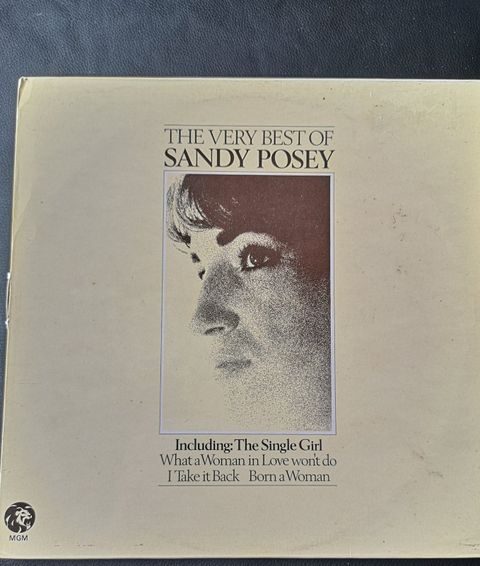 THE VERY BEST OF
SANDY POSEY
Including: The Single Girl
What a Woman in Love won't do
I Take it Back Born a Woman
MGM